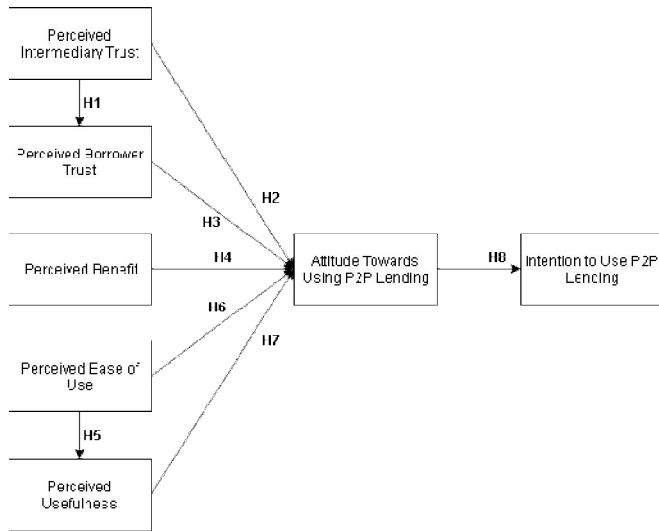 Perceived
Intermediary Trust
H1
Perceived Borrower
Trust
H2
H3
Perceived Benefit
H4
Attitude Towards
Using P2P Lending
H8
Intention to Use P2P
Lending
H6
H7
Perceived Ease of
Use
H5
Perceived
Usefulness